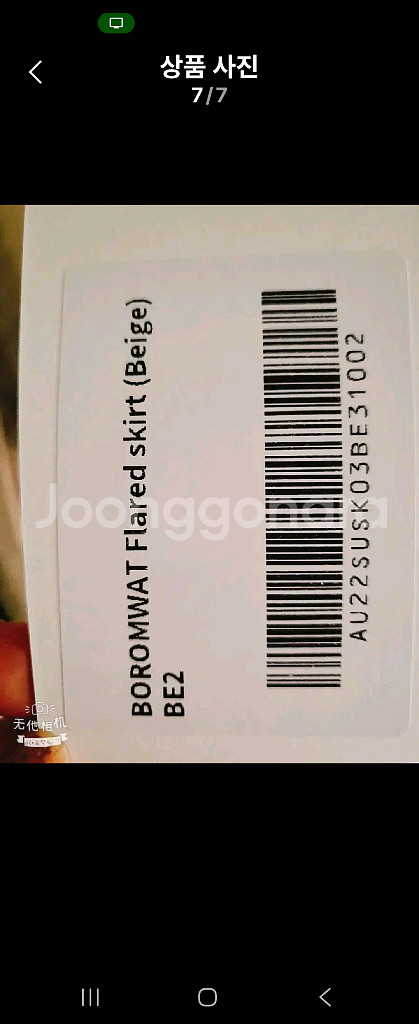 상품 사진
7/7
BOROMWAT Flared skirt (Beige)
BE2
AU22SUSK03BE31002
Joonggonara
无他相机